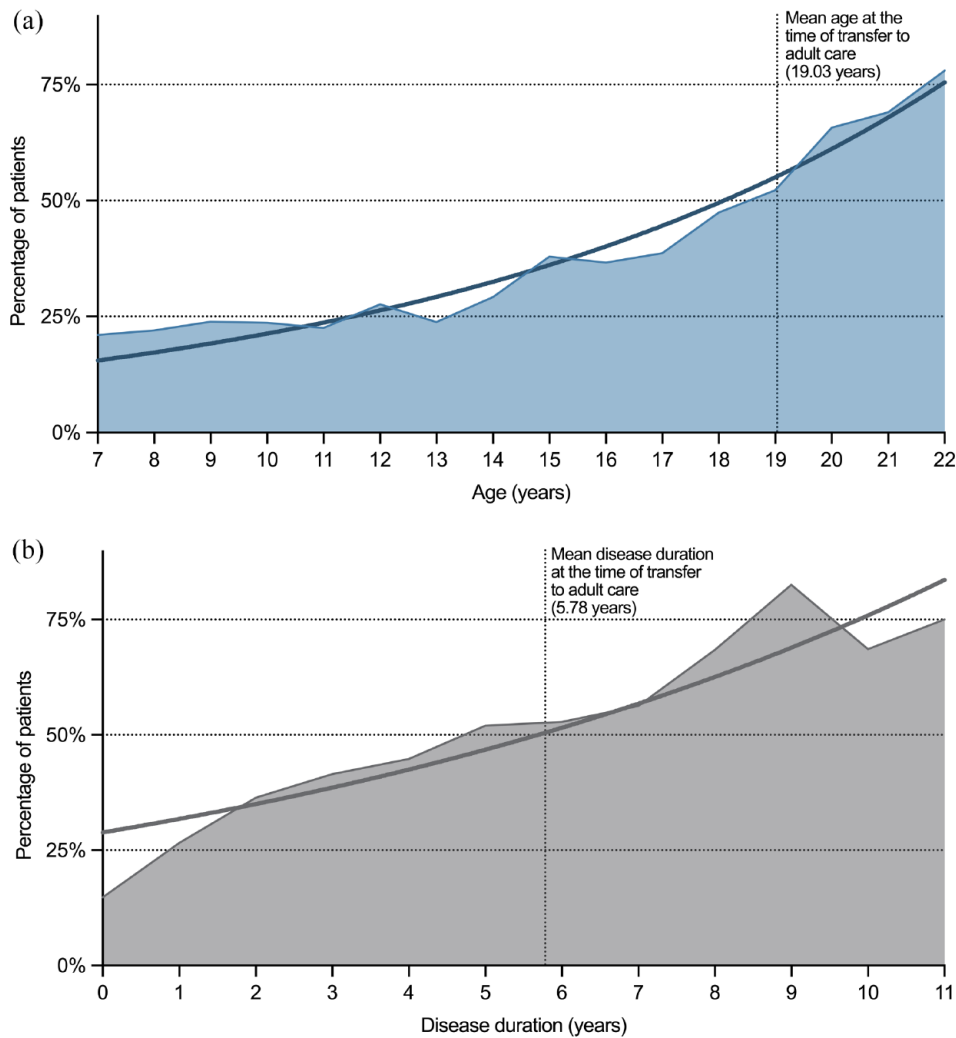 (a)
Mean age at the
time of transfer to
adult care
(19.03 years)
75%
50%
25%
0%
Percentage of patients
7 8 9 10 11 12 13 14 15 16 17 18 19 20 21 22
Age (years)
(b)
Mean disease duration
at the time of transfer
to adult care
(5.78 years)
75%
50%
25%
0%
Percentage of patients
0 1 2 3 4 5 6 7 8 9 10 11
Disease duration (years)